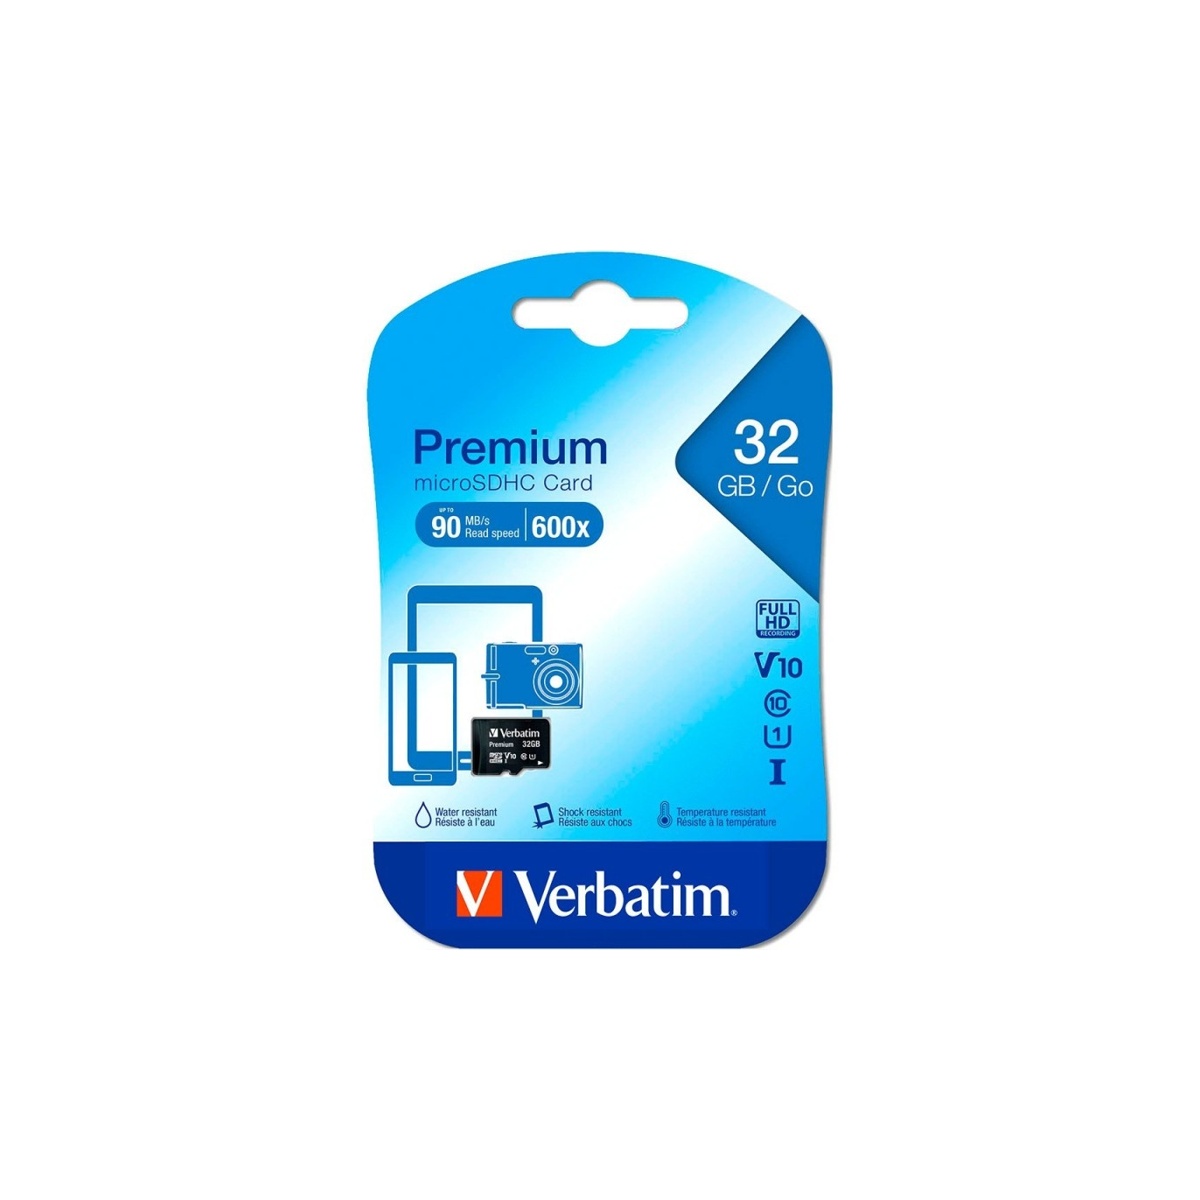 Premium
microSDHC Card
UP TO
90 MB/s
Read speed
600x
32
GB / Go
FULL
HD
RECORDING
V10
10
1
I
Verbatim
Premium 32GB
V10
I
10
1
Water resistant
Résiste à l'eau
Shock resistant
Résiste aux chocs
Temperature resistant
Résiste à la température
V Verbatim®